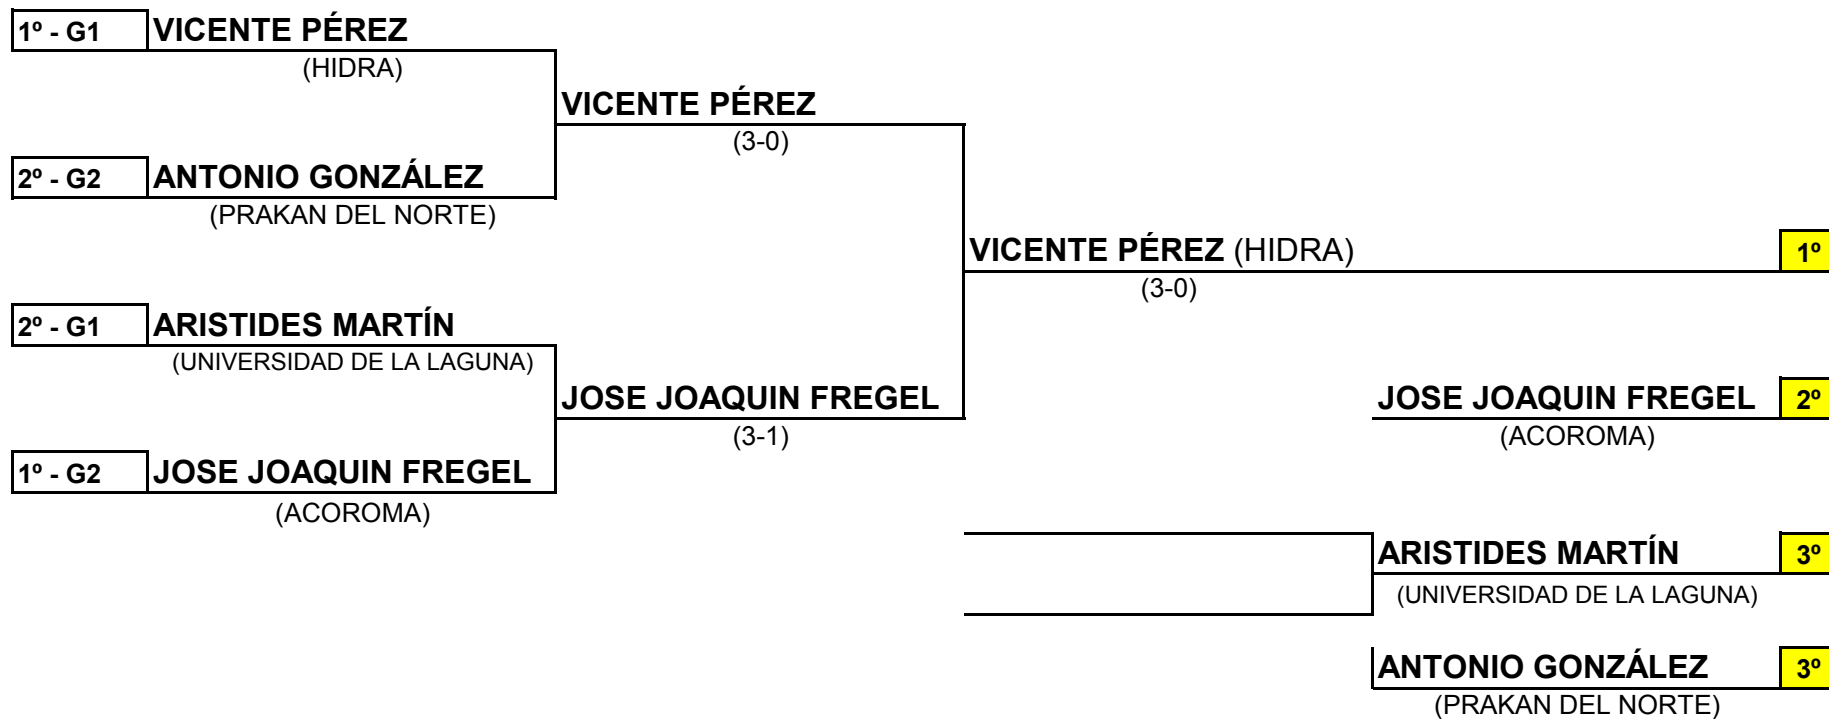 1º - G1 VICENTE PÉREZ
(HIDRA)
VICENTE PÉREZ
(3-0)
2º - G2 ANTONIO GONZÁLEZ
(PRAKAN DEL NORTE)
VICENTE PÉREZ (HIDRA) 1º
(3-0)
2º - G1 ARISTIDES MARTÍN
(UNIVERSIDAD DE LA LAGUNA)
JOSE JOAQUIN FREGEL
(3-1)
JOSE JOAQUIN FREGEL 2º
(ACOROMA)
1º - G2 JOSE JOAQUIN FREGEL
(ACOROMA)
ARISTIDES MARTÍN 3º
(UNIVERSIDAD DE LA LAGUNA)
ANTONIO GONZÁLEZ 3º
(PRAKAN DEL NORTE)